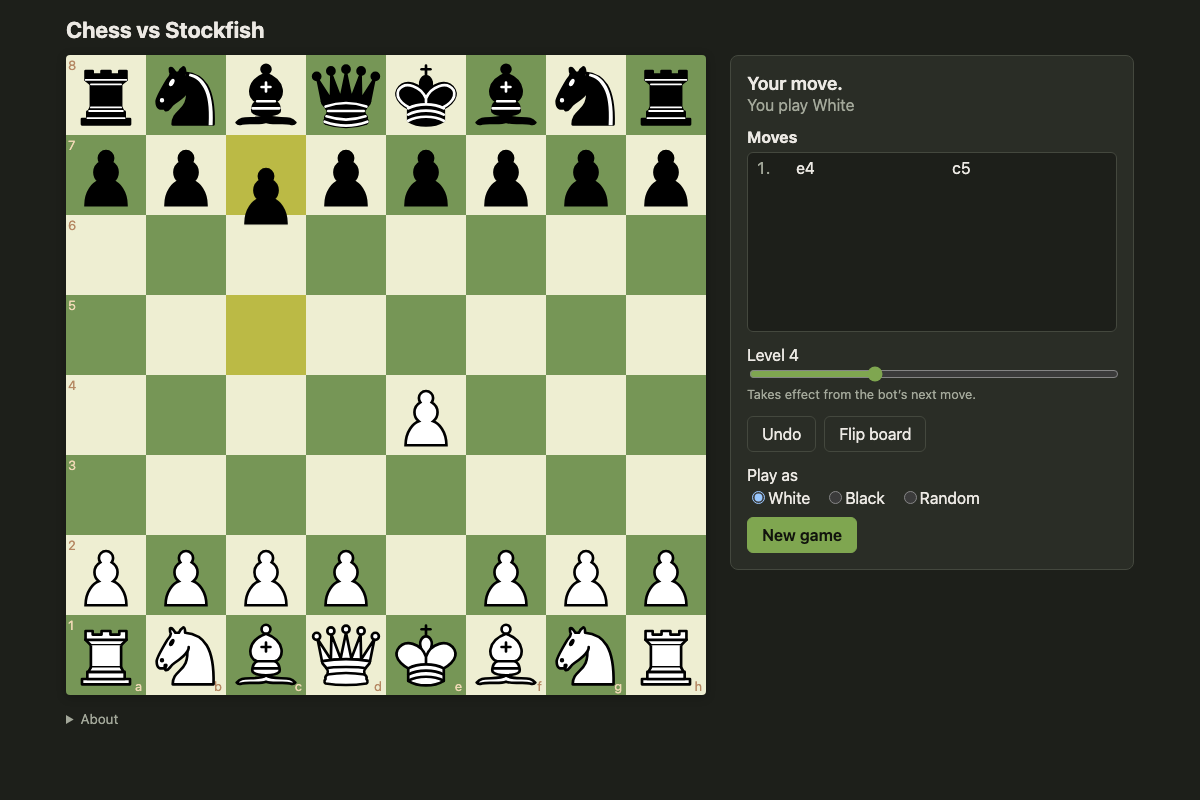 Chess vs Stockfish
8
7
6
5
4
3
2
1
a b c d e f g h
Your move.
You play White
Moves
1. e4 c5
Level 4
Takes effect from the bot's next move.
Undo Flip board
Play as
White Black Random
New game
About